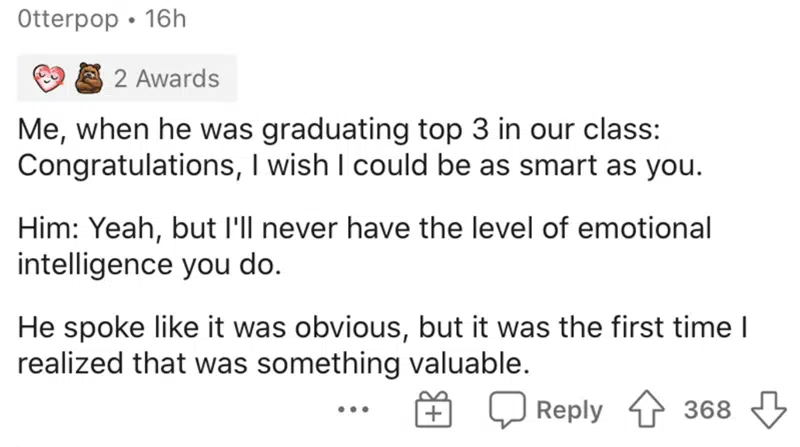 0tterpop • 16h
2 Awards
Me, when he was graduating top 3 in our class:
Congratulations, I wish I could be as smart as you.
Him: Yeah, but I'll never have the level of emotional
intelligence you do.
He spoke like it was obvious, but it was the first time I
realized that was something valuable.
Reply 368